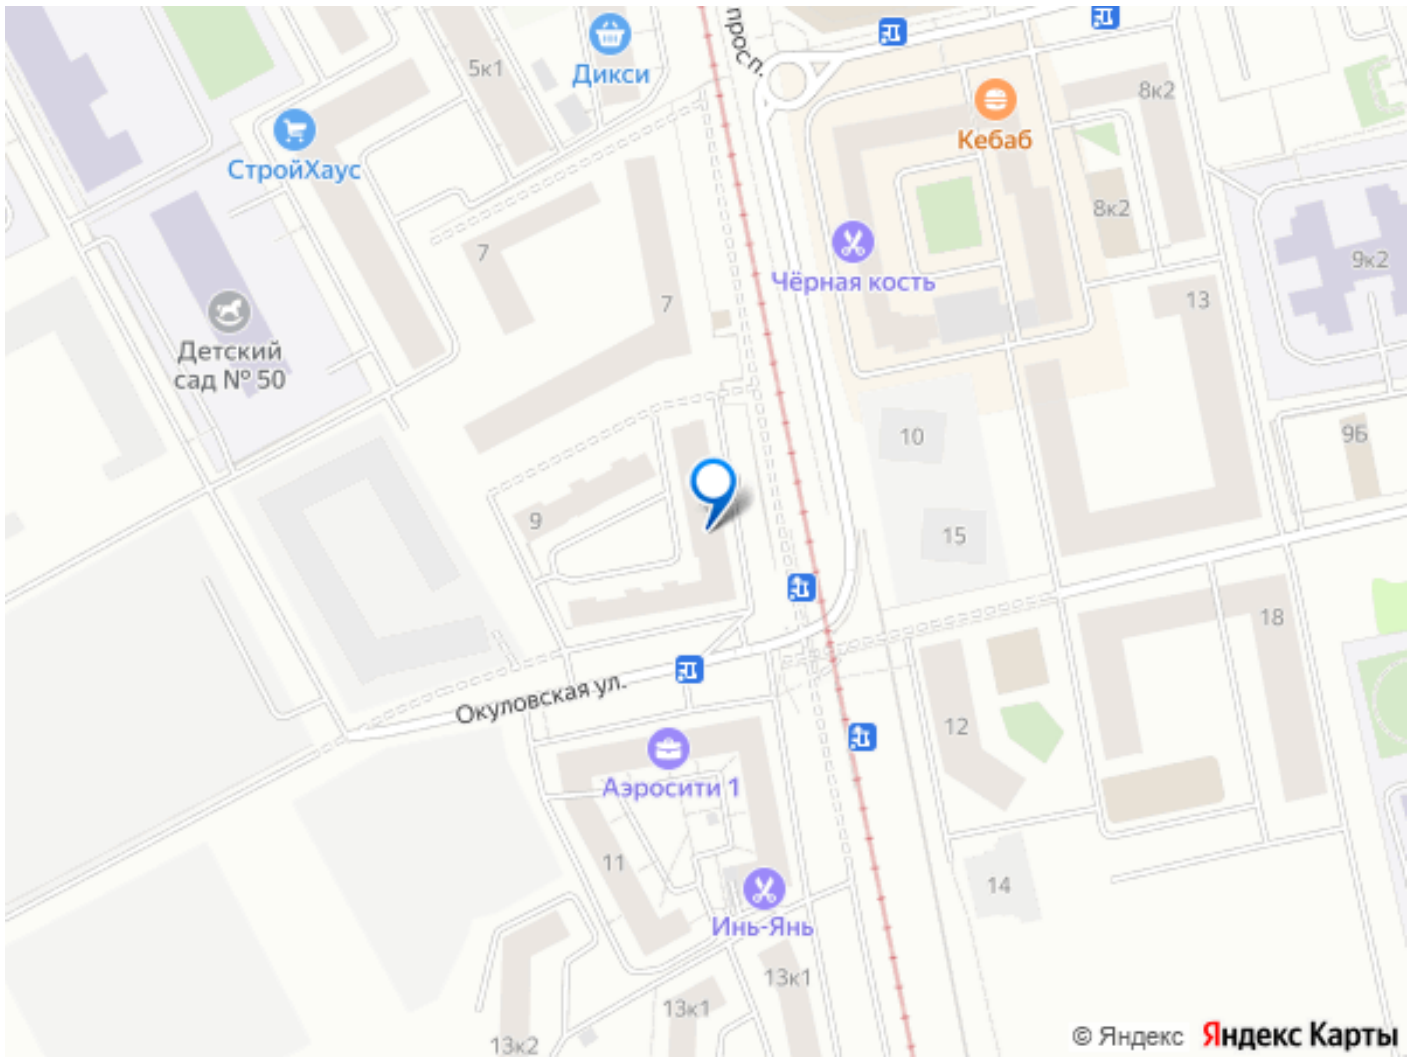 просп.
5к1
Дикси
8к2
Кебаб
СтройХаус
8к2
7
9к2
Чёрная кость
7
13
Детский
сад № 50
10
9Б
9
15
18
Окуловская ул.
12
Аэросити 1
11
14
Инь-Янь
13к1
13к1
13к2
© Яндекс Яндекс Карты